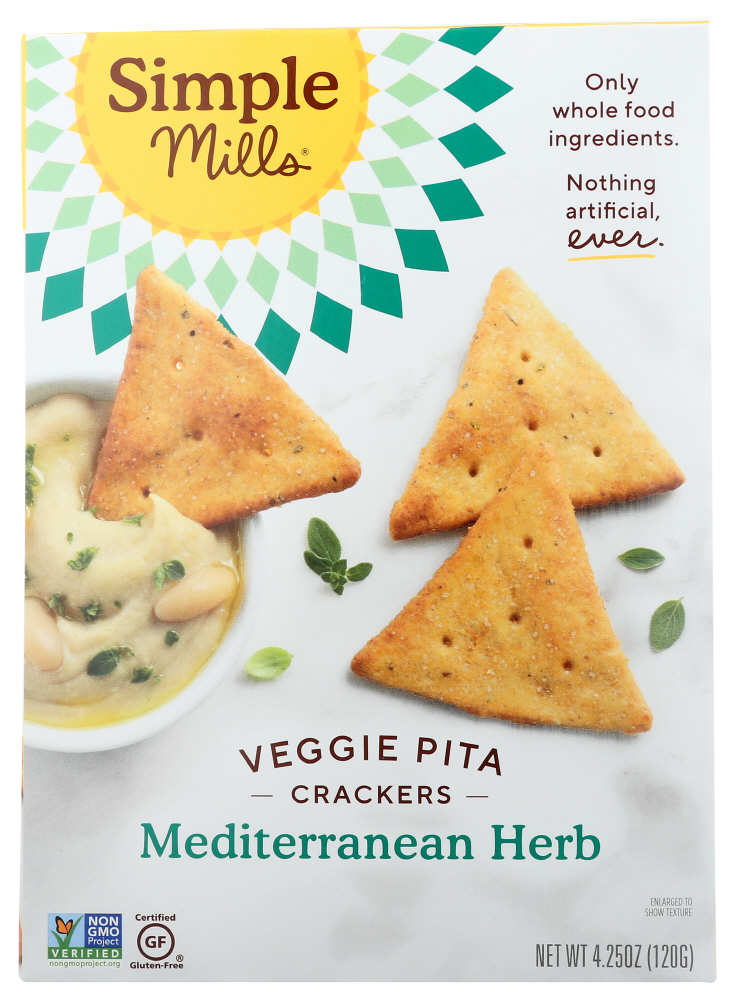 Simple
Mills®
Only
whole food
ingredients.
Nothing
artificial,
ever.
VEGGIE PITA
— CRACKERS —
Mediterranean Herb
NON
GMO
Project
VERIFIED
nongmoproject.org
Certified
GF
®
Gluten-Free
ENLARGED TO
SHOW TEXTURE
NET WT 4.25OZ (120G)